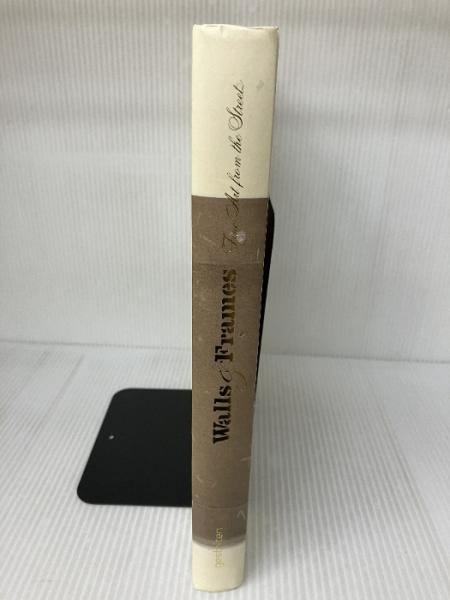 Walls & Frames
Fine Art from the Streets
gestalten